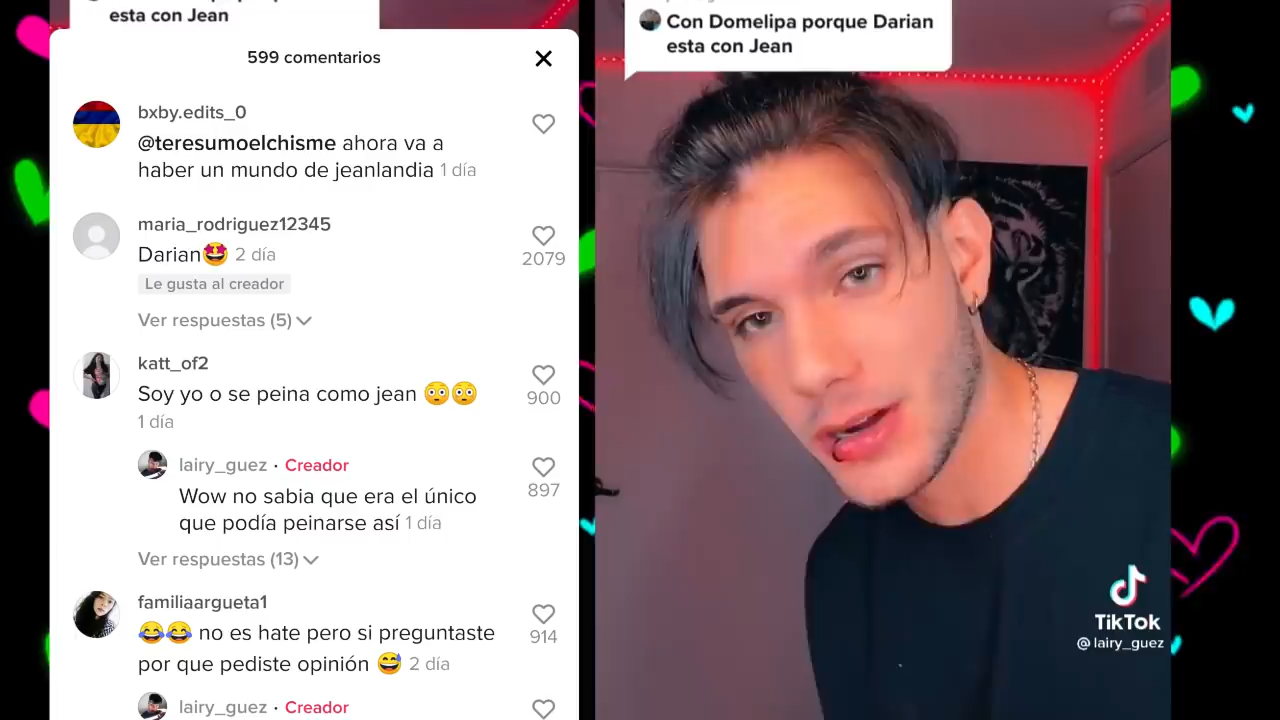 esta con Jean
599 comentarios
bxby.edits_0
@teresumoelchisme ahora va a
haber un mundo de jeanlandia 1 día
maria_rodriguez12345
Darian🤩 2 día
2079
Le gusta al creador
Ver respuestas (5)
katt_of2
Soy yo o se peina como jean 😳😳
900
1 día
lairy_guez · Creador
Wow no sabia que era el único
897
que podía peinarse así 1 día
Ver respuestas (13)
familiaargueta1
😂😂 no es hate pero si preguntaste
914
por que pediste opinión 😅 2 día
lairy_guez · Creador
Con Domelipa porque Darian
esta con Jean
TikTok
@lairy_guez